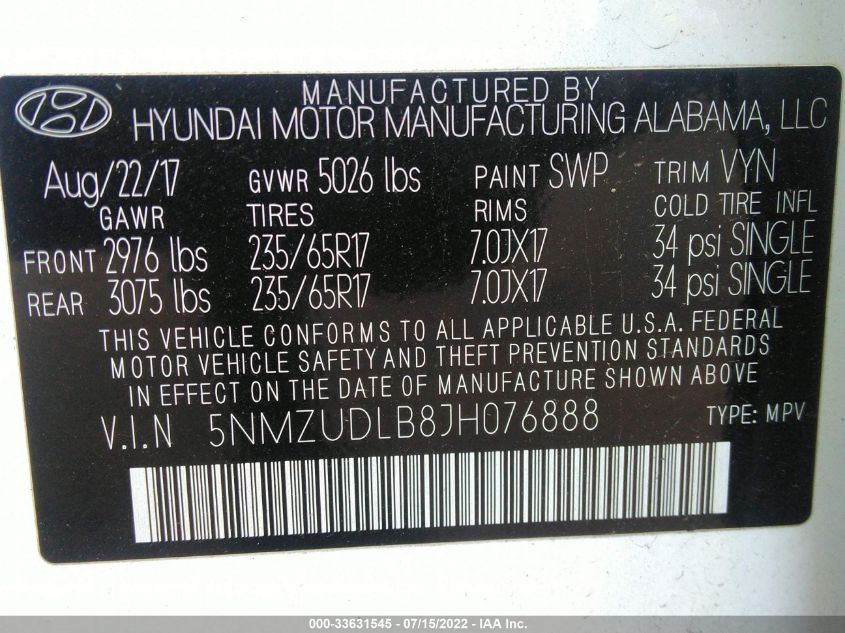 MANUFACTURED BY
HYUNDAI MOTOR MANUFACTURING ALABAMA, LLC
Aug/22/17 GVWR 5026 lbs PAINT SWP TRIM VYN
GAWR TIRES RIMS COLD TIRE INFL
FRONT 2976 lbs 235/65R17 7.0JX17 34 psi SINGLE
REAR 3075 lbs 235/65R17 7.0JX17 34 psi SINGLE
THIS VEHICLE CONFORMS TO ALL APPLICABLE U.S.A. FEDERAL
MOTOR VEHICLE SAFETY AND THEFT PREVENTION STANDARDS
IN EFFECT ON THE DATE OF MANUFACTURE SHOWN ABOVE
V.I.N 5NMZUDLB8JH076888 TYPE: MPV
000-33631545 - 07/15/2022 - IAA Inc.